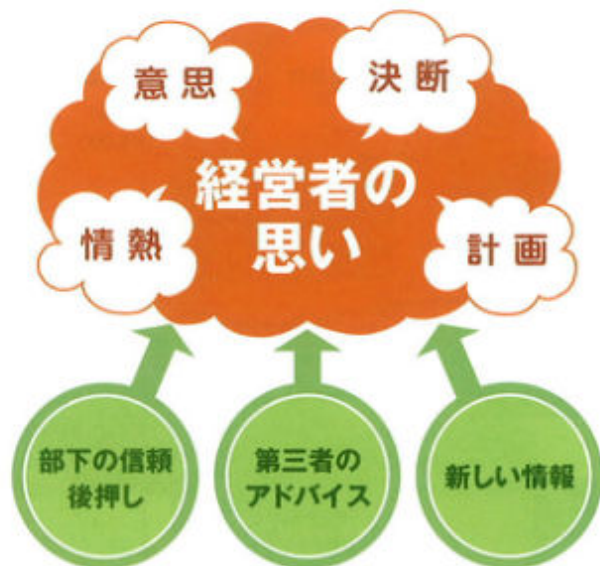 意思
決断
経営者の
思い
情熱
計画
部下の信頼
後押し
第三者の
アドバイス
新しい情報